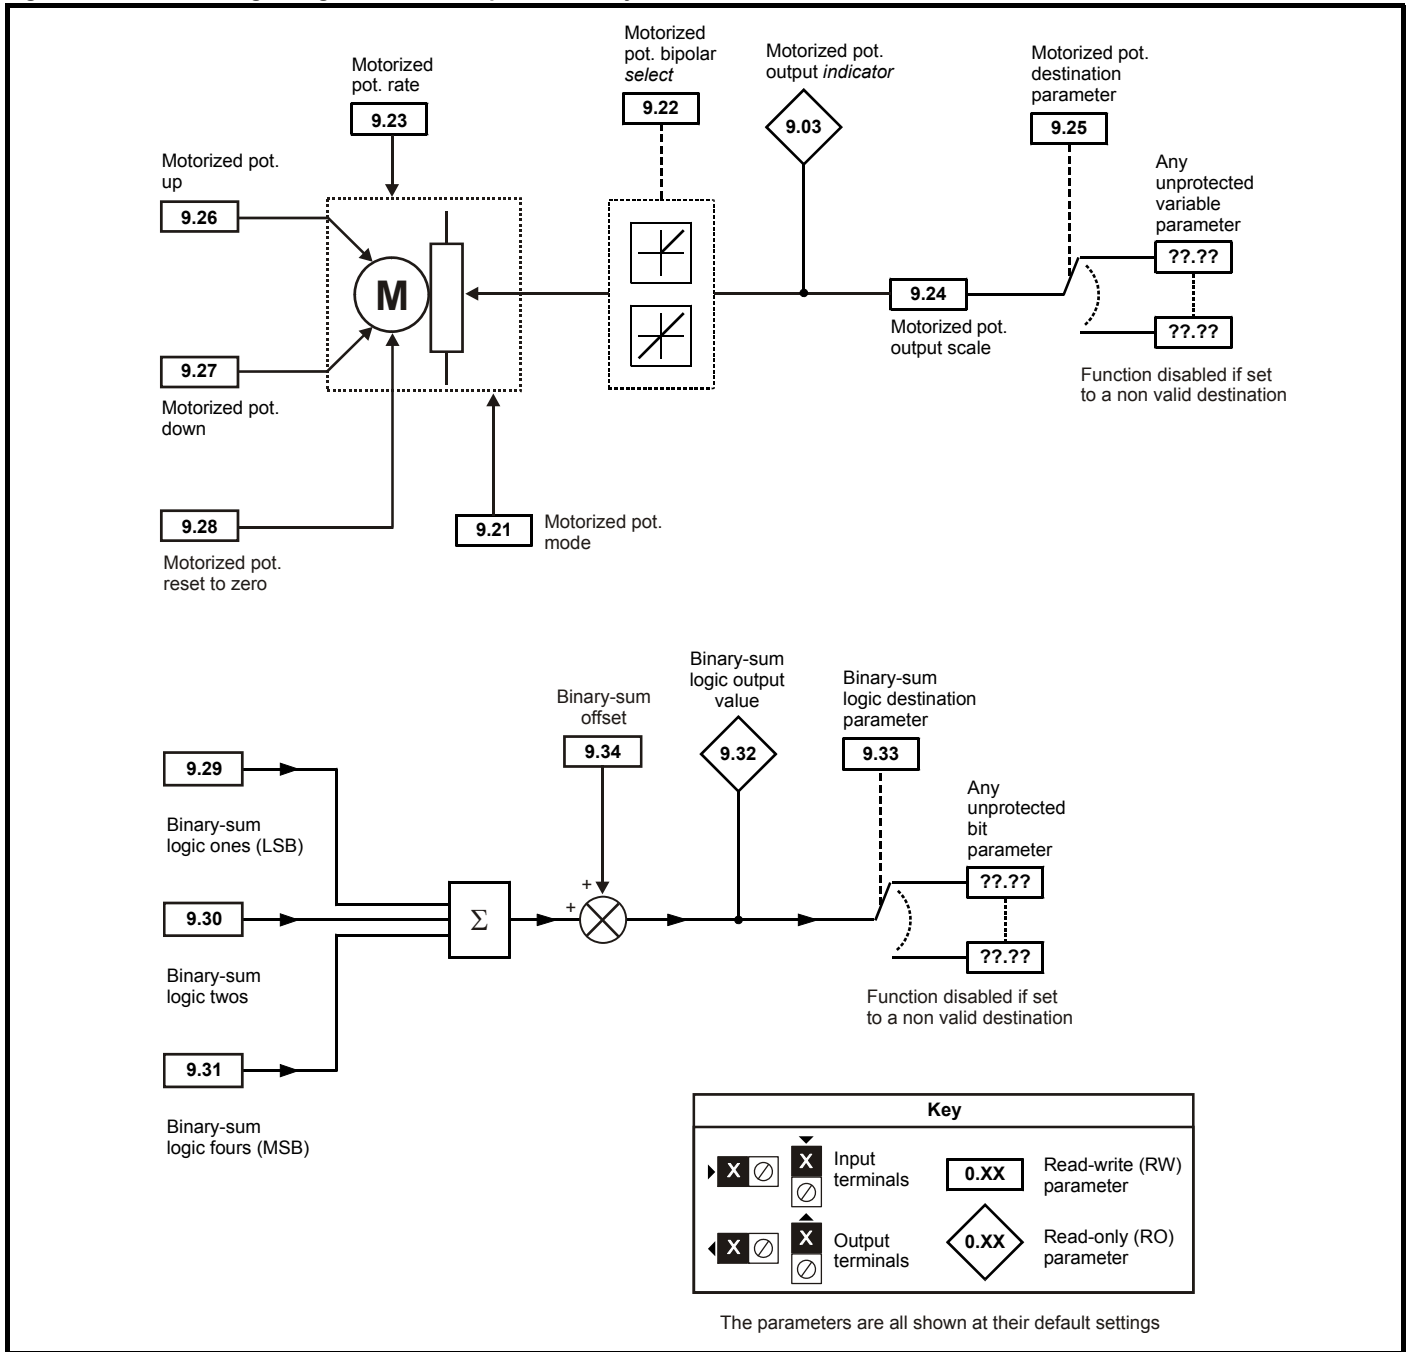 Motorized
pot. rate
9.23
Motorized
pot. bipolar
select
9.22
Motorized pot.
output indicator
9.03
Motorized pot.
destination
parameter
9.25
Any
unprotected
variable
parameter
??.??
??.??
Function disabled if set
to a non valid destination
Motorized pot.
up
9.26
M
9.24
Motorized pot.
output scale
9.27
Motorized pot.
down
9.28
Motorized pot.
reset to zero
9.21
Motorized pot.
mode
Binary-sum
offset
9.34
Binary-sum
logic output
value
9.32
Binary-sum
logic destination
parameter
9.33
Any
unprotected
bit
parameter
??.??
??.??
Function disabled if set
to a non valid destination
9.29
Binary-sum
logic ones (LSB)
9.30
Binary-sum
logic twos
9.31
Binary-sum
logic fours (MSB)
Σ
+
+
Key
X
X
Input
terminals
0.XX
Read-write (RW)
parameter
X
X
Output
terminals
0.XX
Read-only (RO)
parameter
The parameters are all shown at their default settings